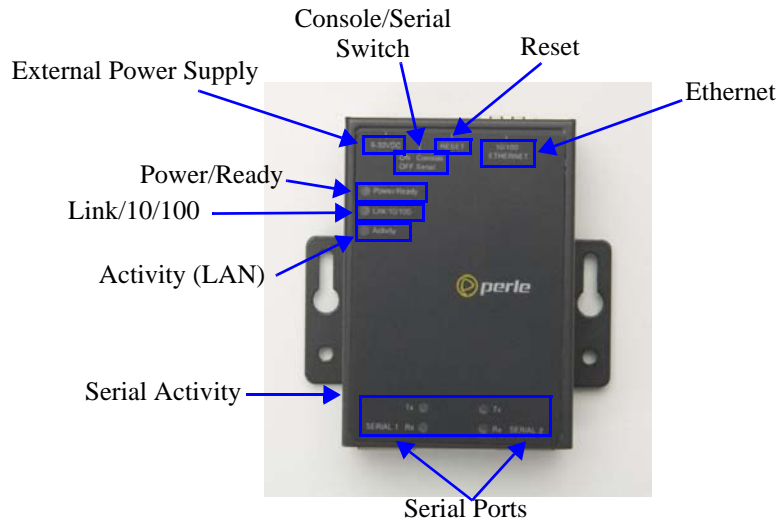 Console/Serial
Switch
Reset
External Power Supply
Ethernet
9-30VDC
RESET
10/100
ETHERNET
ON Console
OFF Serial
Power/Ready
Power/Ready
Link/10/100
Link/10/100
Activity
Activity (LAN)
perle
Serial Activity
Tx
Tx
SERIAL 1 Rx
Rx SERIAL 2
Serial Ports